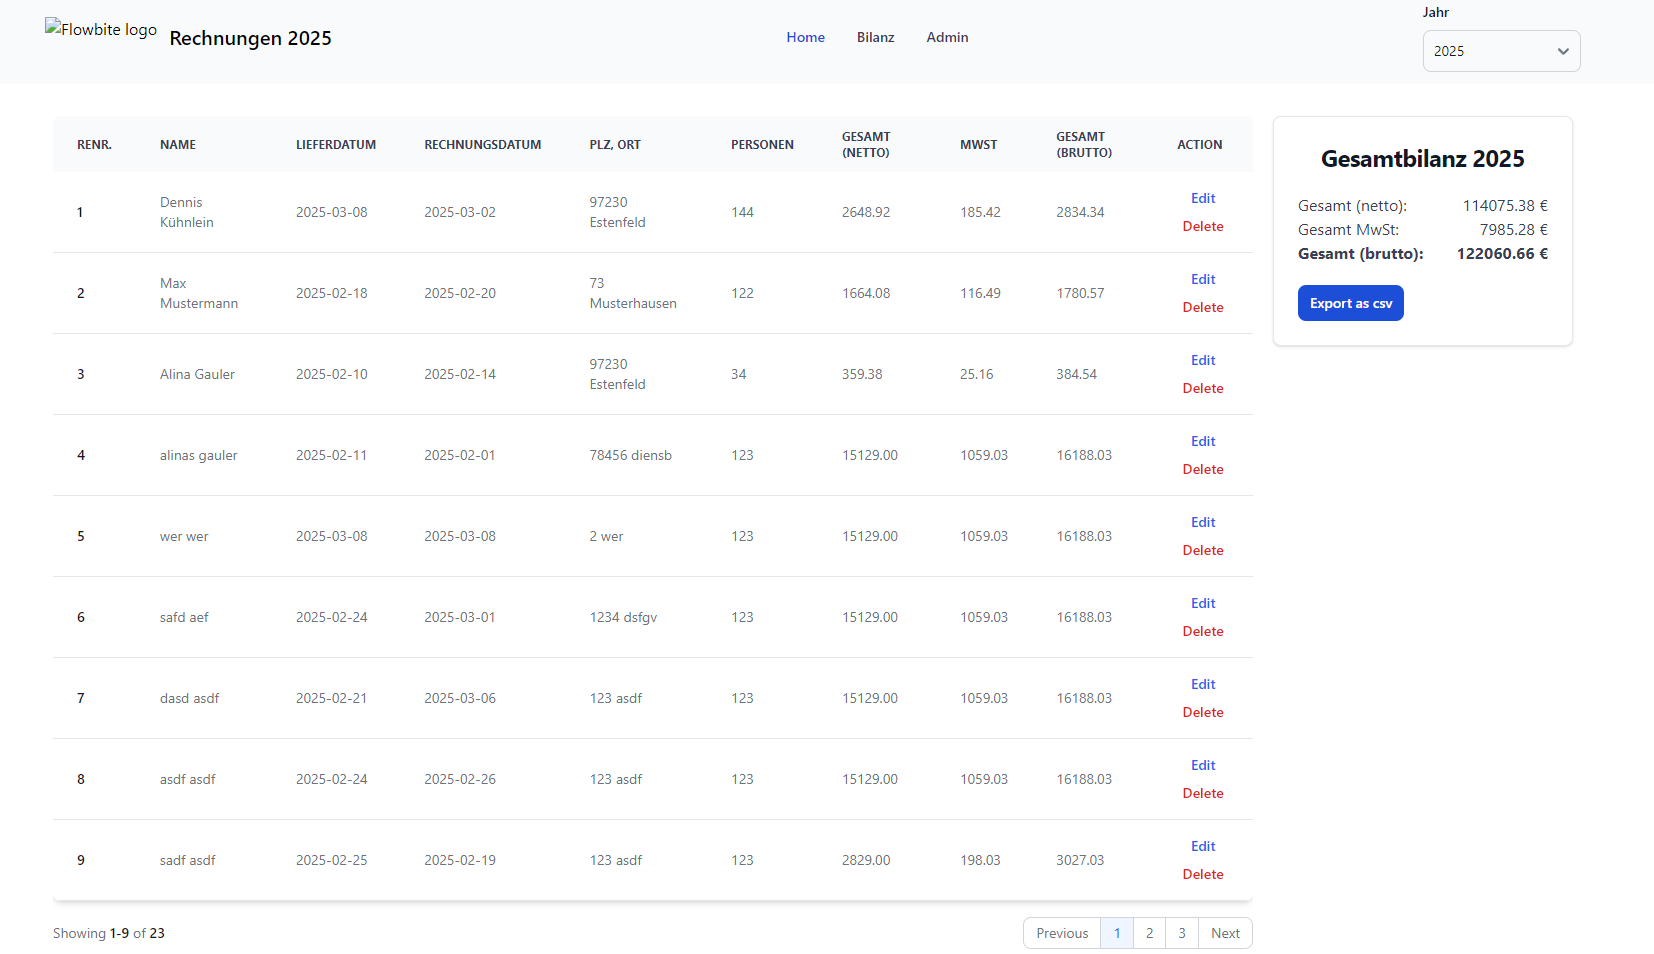 Flowbite logo
Rechnungen 2025
Home Bilanz Admin
Jahr
2025
RENR. NAME LIEFERDATUM RECHNUNGSDATUM PLZ, ORT PERSONEN GESAMT (NETTO) MWST GESAMT (BRUTTO) ACTION
1 Dennis Kühnlein 2025-03-08 2025-03-02 97230 Estenfeld 144 2648.92 185.42 2834.34 Edit Delete
2 Max Mustermann 2025-02-18 2025-02-20 73 Musterhausen 122 1664.08 116.49 1780.57 Edit Delete
3 Alina Gauler 2025-02-10 2025-02-14 97230 Estenfeld 34 359.38 25.16 384.54 Edit Delete
4 alinas gauler 2025-02-11 2025-02-01 78456 diensb 123 15129.00 1059.03 16188.03 Edit Delete
5 wer wer 2025-03-08 2025-03-08 2 wer 123 15129.00 1059.03 16188.03 Edit Delete
6 safd aef 2025-02-24 2025-03-01 1234 dsfgv 123 15129.00 1059.03 16188.03 Edit Delete
7 dasd asdf 2025-02-21 2025-03-06 123 asdf 123 15129.00 1059.03 16188.03 Edit Delete
8 asdf asdf 2025-02-24 2025-02-26 123 asdf 123 15129.00 1059.03 16188.03 Edit Delete
9 sadf asdf 2025-02-25 2025-02-19 123 asdf 123 2829.00 198.03 3027.03 Edit Delete
Showing 1-9 of 23
Previous 1 2 3 Next
Gesamtbilanz 2025
Gesamt (netto): 114075.38 €
Gesamt MwSt: 7985.28 €
Gesamt (brutto): 122060.66 €
Export as csv